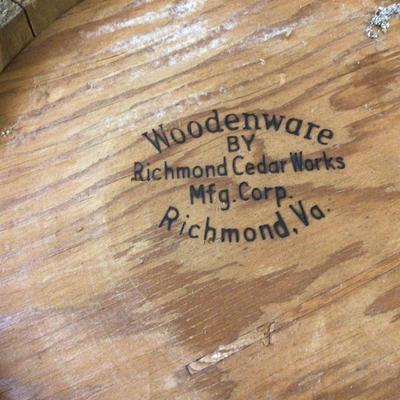 Woodenware
BY
Richmond Cedar Works
Mfg. Corp.
Richmond, Va.